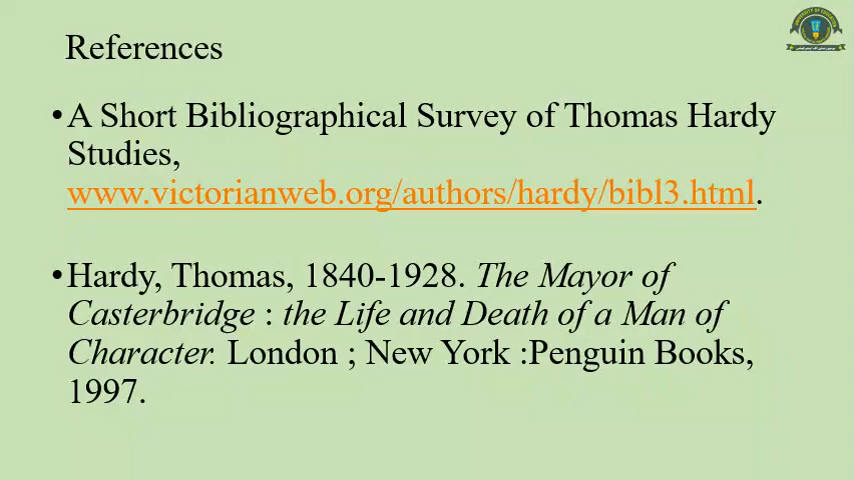 References
•A Short Bibliographical Survey of Thomas Hardy
Studies,
www.victorianweb.org/authors/hardy/bibl3.html.
•Hardy, Thomas, 1840-1928. The Mayor of
Casterbridge : the Life and Death of a Man of
Character. London ; New York :Penguin Books,
1997.